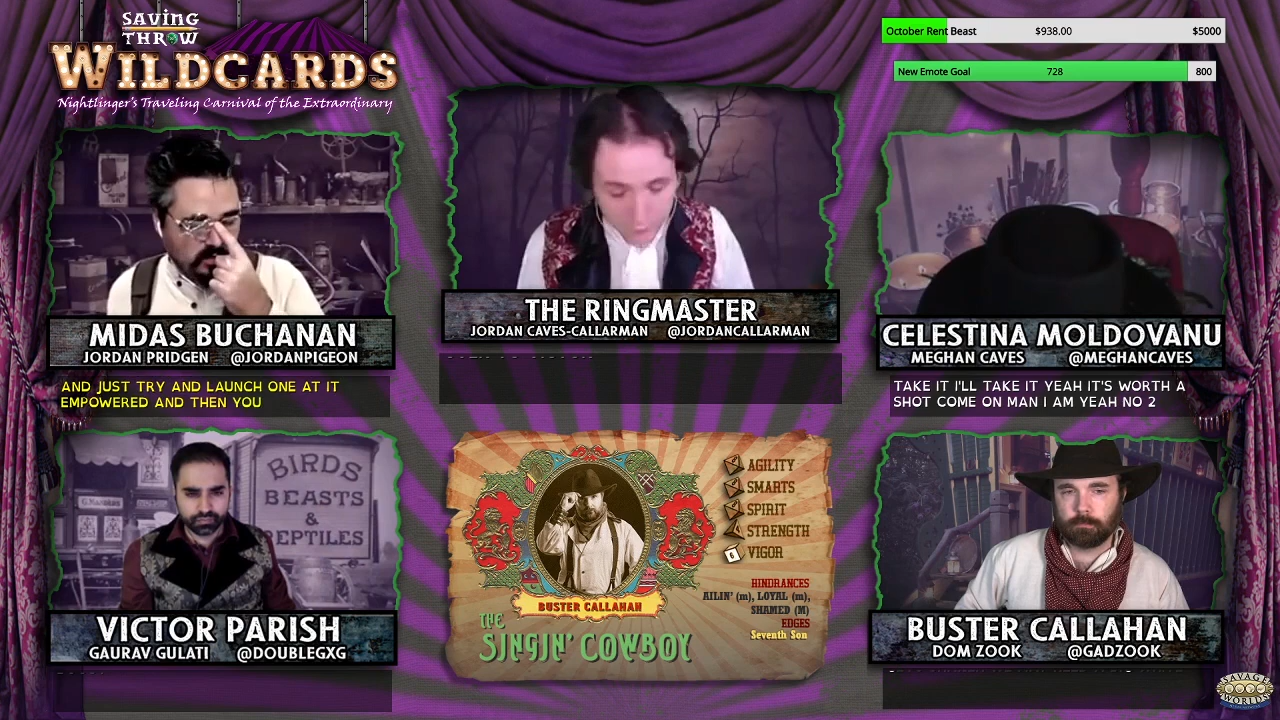 SAVING
THROW
WILDCARDS
Nightlinger's Traveling Carnival of the Extraordinary
October Rent Beast $938.00 $5000
New Emote Goal 728 800
MIDAS BUCHANAN
JORDAN PRIDGEN @JORDANPIGEON
AND JUST TRY AND LAUNCH ONE AT IT
EMPOWERED AND THEN YOU
THE RINGMASTER
JORDAN CAVES-CALLARMAN @JORDANCALLARMAN
CELESTINA MOLDOVANU
MEGHAN CAVES @MEGHANCAVES
TAKE IT I'LL TAKE IT YEAH IT'S WORTH A
SHOT COME ON MAN I AM YEAH NO 2
BIRDS
BEASTS
&
REPTILES
VICTOR PARISH
GAURAV GULATI @DOUBLEGXG
AGILITY
SMARTS
SPIRIT
STRENGTH
6 VIGOR
HINDRANCES
AILIN' (m), LOYAL (m),
SHAMED (M)
EDGES
Seventh Son
BUSTER CALLAHAN
THE
SINGIN' COWBOY
BUSTER CALLAHAN
DOM ZOOK @GADZOOK
SAVAGE
WORLDS